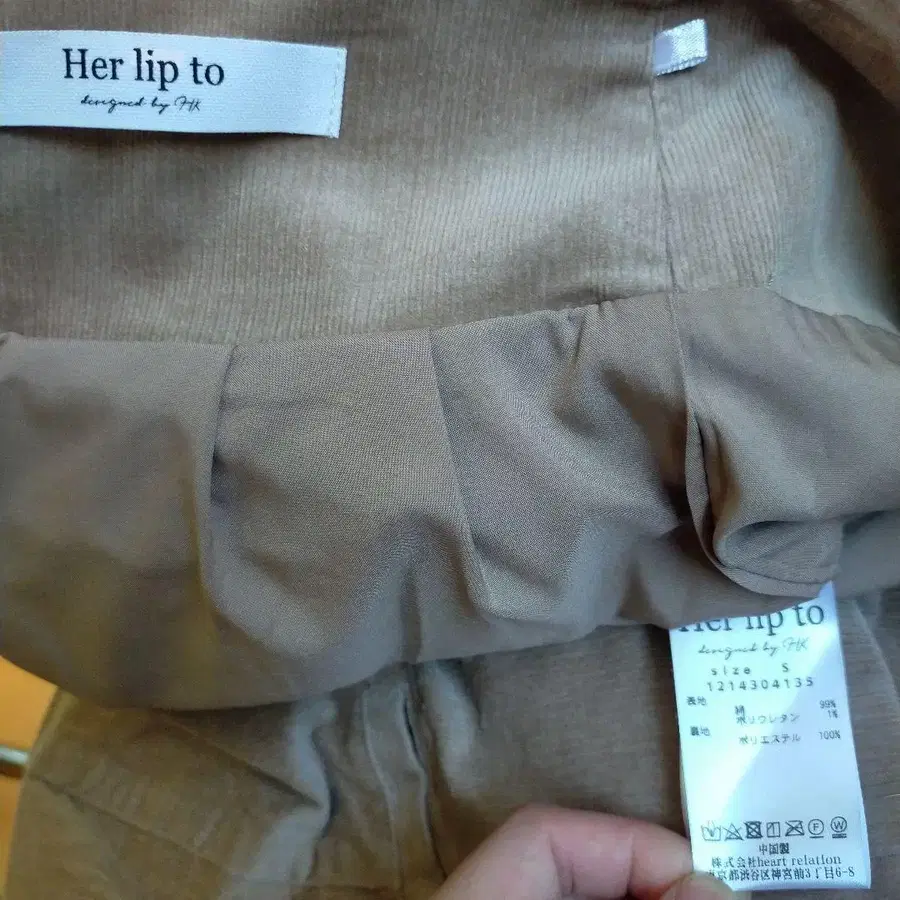 Her lip to
designed by HK
Her lip to
designed by HK
size S
1214304135
表地 綿 99%
ポリウレタン 1%
裏地 ポリエステル 100%
F W
中国製
株式会社heart relation
東京都渋谷区神宮前3丁目6-8